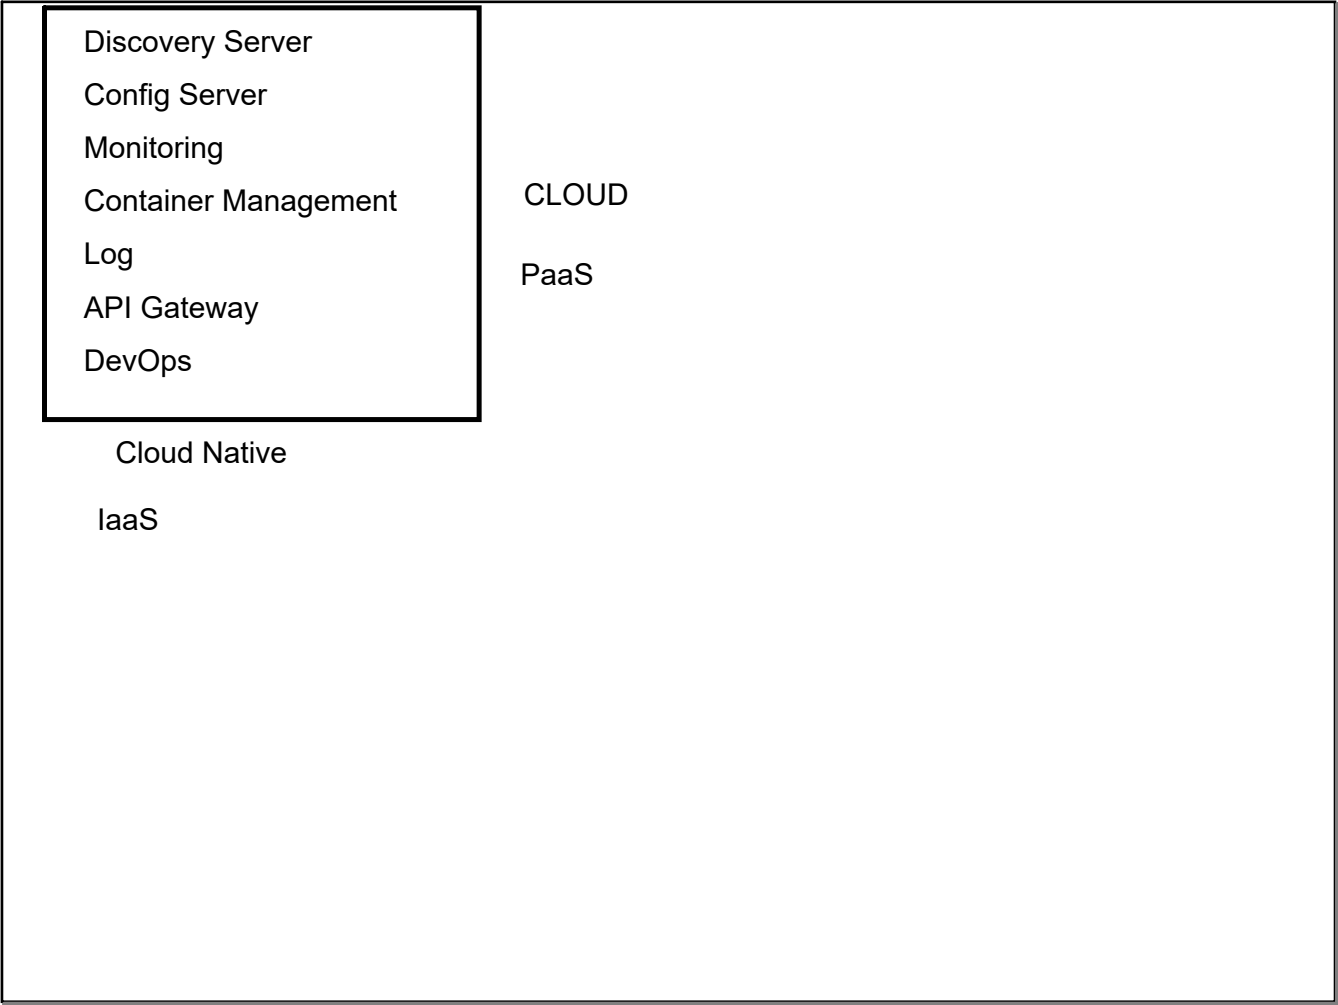 Discovery Server
Config Server
Monitoring
Container Management
Log
API Gateway
DevOps
CLOUD
PaaS
Cloud Native
IaaS